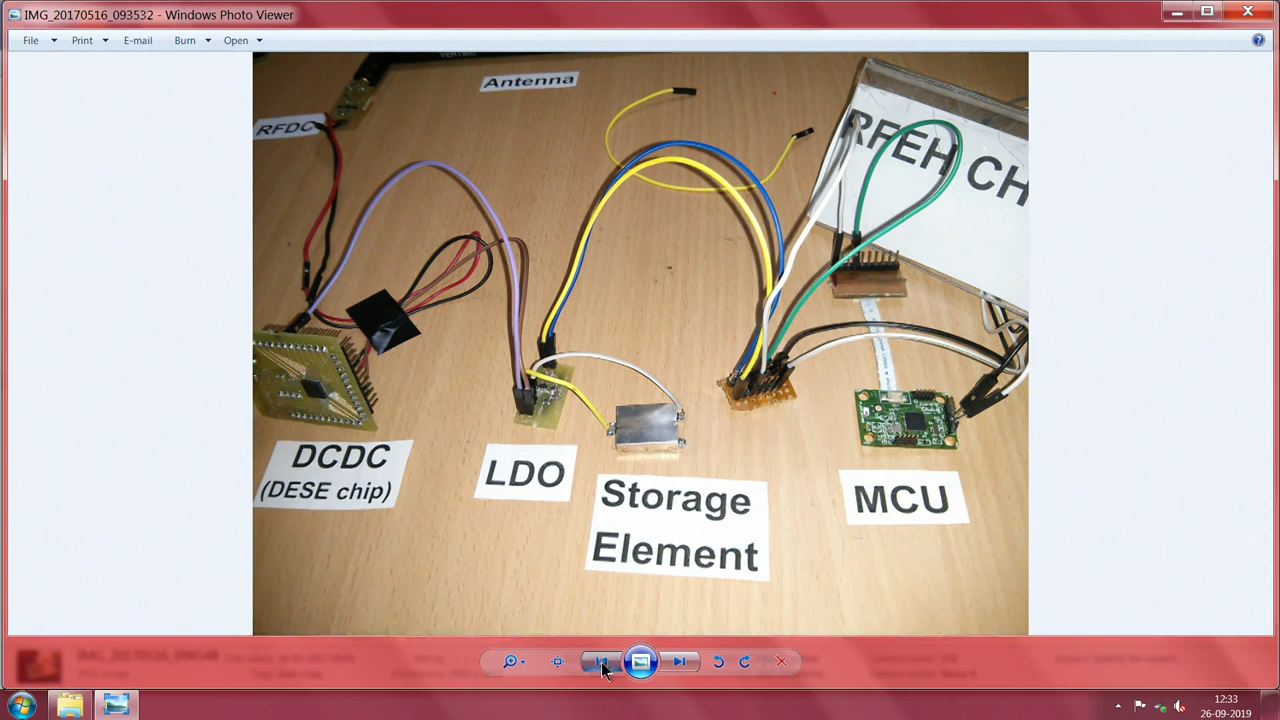 IMG_20170516_093532 - Windows Photo Viewer
File Print E-mail Burn Open
Antenna
RFDC
RFEH CH
DCDC
(DESE chip)
LDO
Storage
Element
MCU
12:33
26-09-2019